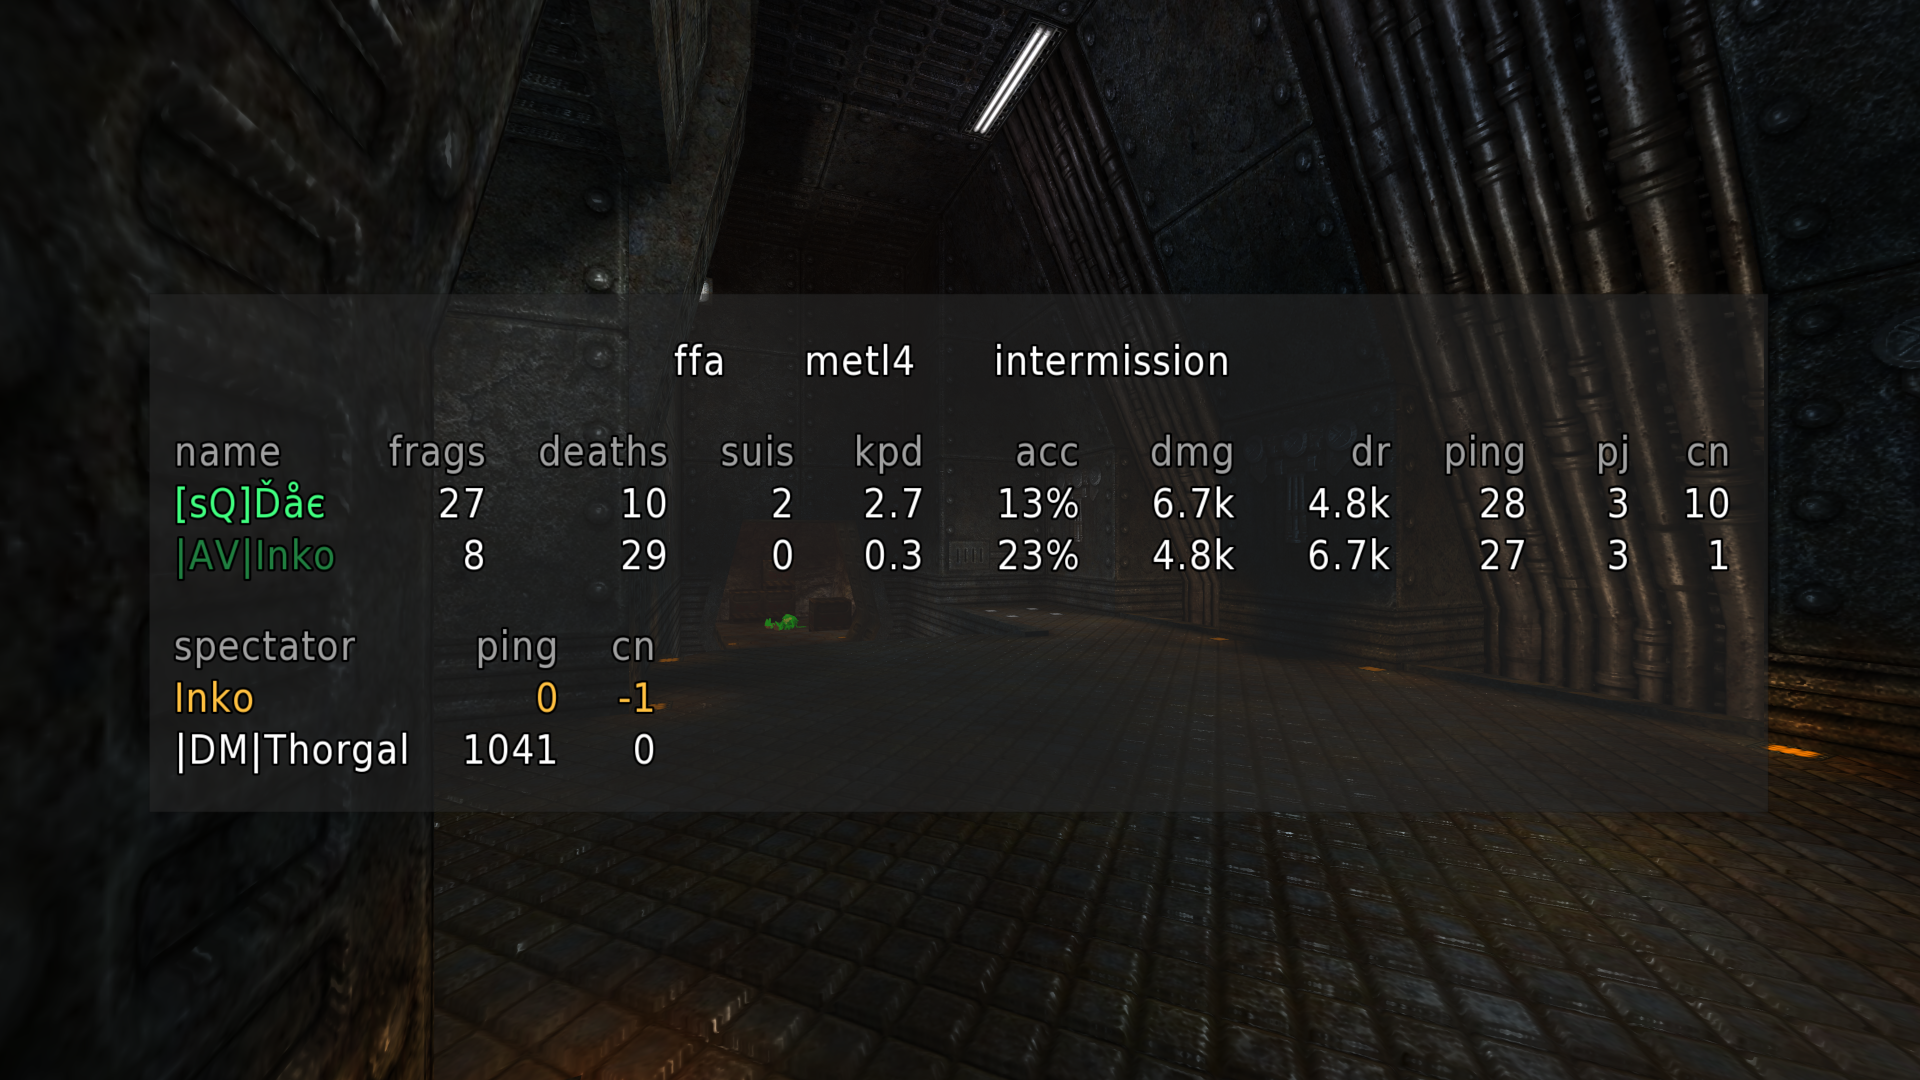 ffa metl4 intermission
name frags deaths suis kpd acc dmg dr ping pj cn
[sQ]Ďåє 27 10 2 2.7 13% 6.7k 4.8k 28 3 10
|AV|Inko 8 29 0 0.3 23% 4.8k 6.7k 27 3 1
spectator ping cn
Inko 0 -1
|DM|Thorgal 1041 0